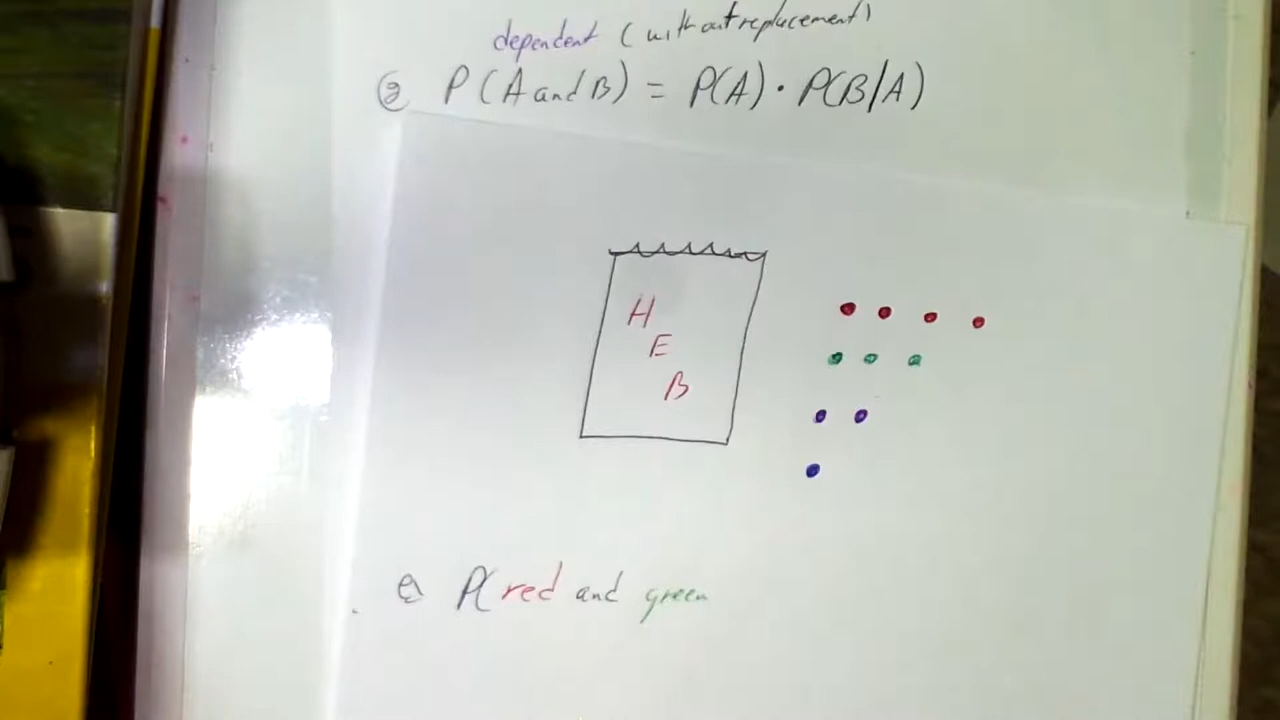 dependent (without replacement)
② P(A and B) = P(A) · P(B/A)
H
E
B
P(red and green